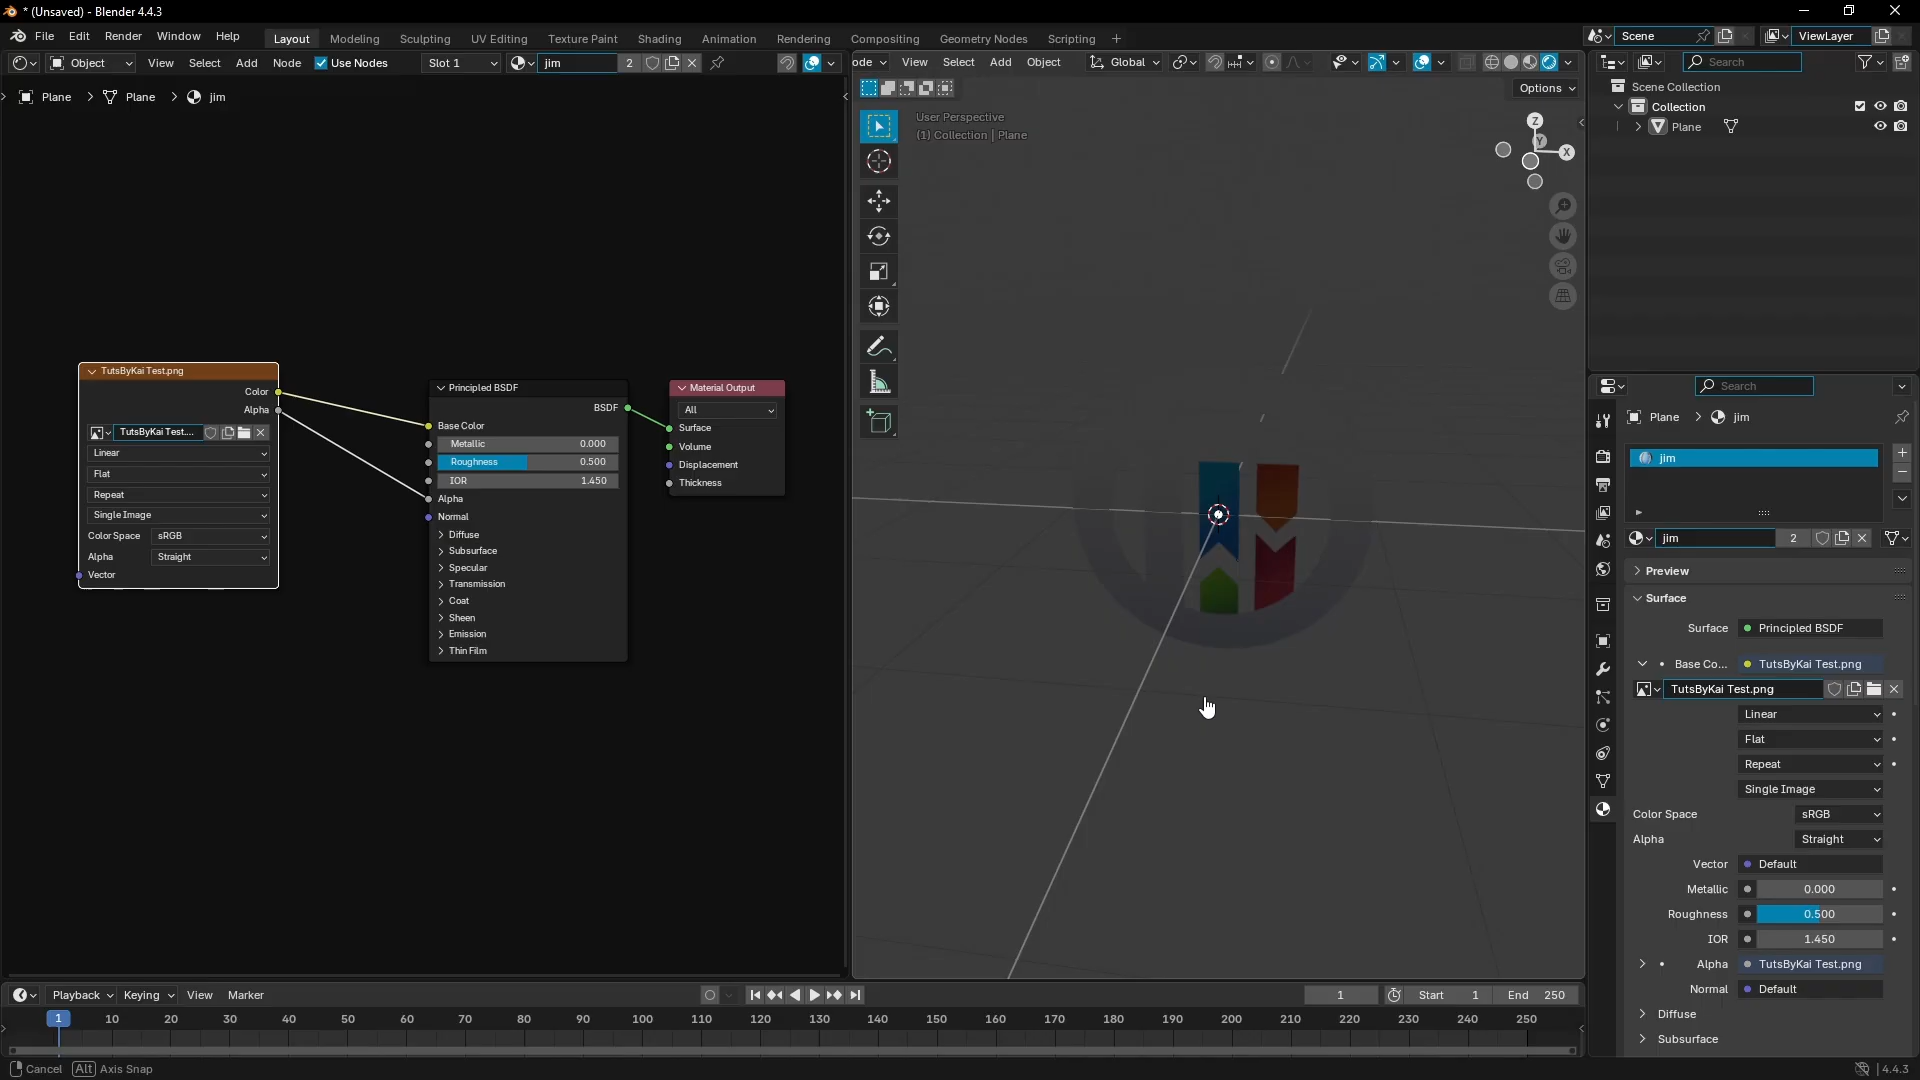 * (Unsaved) - Blender 4.4.3
File Edit Render Window Help Layout Modeling Sculpting UV Editing Texture Paint Shading Animation Rendering Compositing Geometry Nodes Scripting + Scene ViewLayer
Object View Select Add Node Use Nodes Slot 1 jim 2
ode View Select Add Object Global Search
Plane > Plane > jim
Options
User Perspective
(1) Collection | Plane
Z
Y
X
Scene Collection
Collection
Plane
TutsByKai Test.png
Color
Alpha
TutsByKai Test....
Linear
Flat
Repeat
Single Image
Color Space sRGB
Alpha Straight
Vector
Principled BSDF
BSDF
Base Color
Metallic 0.000
Roughness 0.500
IOR 1.450
Alpha
Normal
Diffuse
Subsurface
Specular
Transmission
Coat
Sheen
Emission
Thin Film
Material Output
All
Surface
Volume
Displacement
Thickness
Search
Plane > jim
jim
jim 2
Preview
Surface
Surface Principled BSDF
Base Co... TutsByKai Test.png
TutsByKai Test.png
Linear
Flat
Repeat
Single Image
Color Space sRGB
Alpha Straight
Vector Default
Metallic 0.000
Roughness 0.500
IOR 1.450
Alpha TutsByKai Test.png
Normal Default
Diffuse
Subsurface
Playback Keying View Marker 1 Start 1 End 250
1 10 20 30 40 50 60 70 80 90 100 110 120 130 140 150 160 170 180 190 200 210 220 230 240 250
Cancel Alt Axis Snap 4.4.3